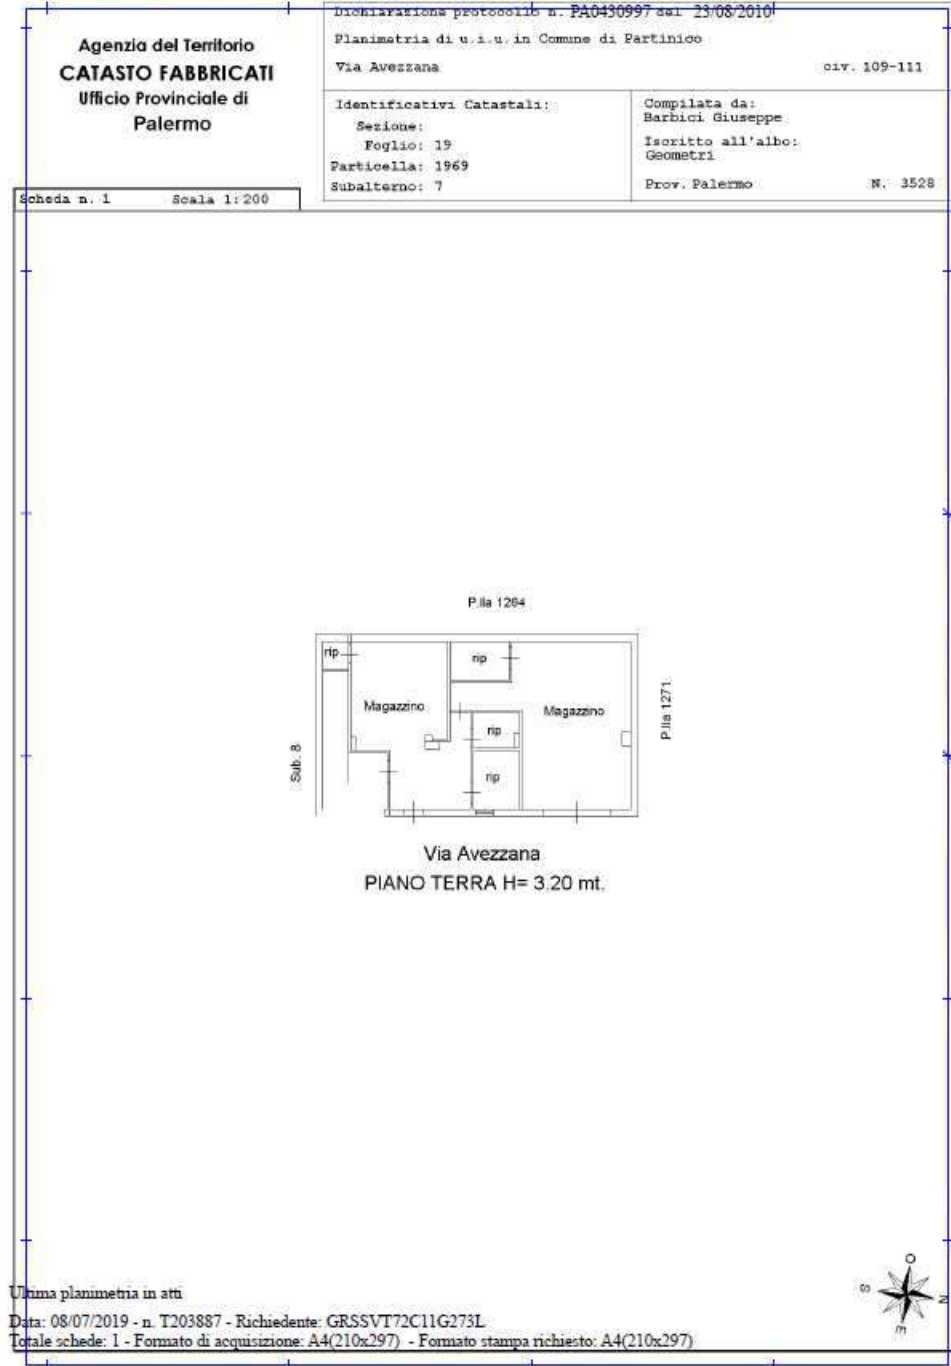 Agenzia del Territorio
CATASTO FABBRICATI
Ufficio Provinciale di
Palermo
Scheda n. 1 Scala 1:200
Dichiarazione protocollo n. PA0430997 del 23/08/2010
Planimetria di u.i.u. in Comune di Partinico
Via Avezzana civ. 109-111
Identificativi Catastali:
Sezione:
Foglio: 19
Particella: 1969
Subalterno: 7
Compilata da:
Barbici Giuseppe
Iscritto all'albo:
Geometri
Prov. Palermo N. 3528
P.lla 1264
rip
rip
Magazzino
Magazzino
rip
rip
Sub. 8
P.lla 1271
Via Avezzana
PIANO TERRA H= 3.20 mt.
O
S
N
E
Ultima planimetria in atti
Data: 08/07/2019 - n. T203887 - Richiedente: GRSSVT72C11G273L
Totale schede: 1 - Formato di acquisizione: A4(210x297) - Formato stampa richiesto: A4(210x297)